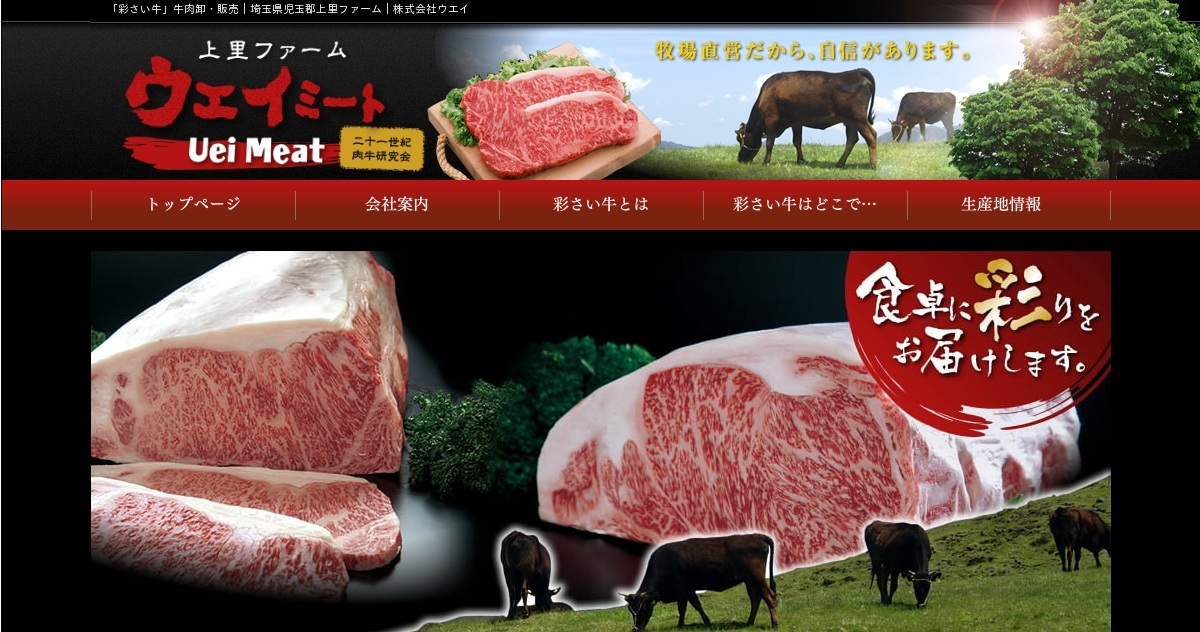 「彩さい牛」牛肉卸・販売｜埼玉県児玉郡上里ファーム｜株式会社ウエイ
上里ファーム
ウェイミート
Uei Meat
二十一世紀
肉牛研究会
牧場直営だから、自信があります。
トップページ
会社案内
彩さい牛とは
彩さい牛はどこで…
生産地情報
食卓に彩りを
お届けします。